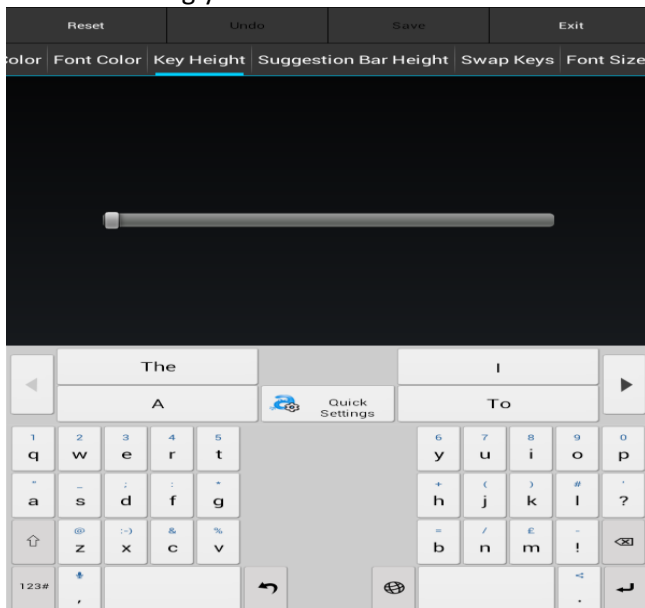 Reset Undo Save Exit
olor Font Color Key Height Suggestion Bar Height Swap Keys Font Size
The I
A Quick Settings To
1 2 3 4 5 6 7 8 9 0
q w e r t y u i o p
" _ ; : * + ( ) # '
a s d f g h j k l ?
@ :-) & % = / £ -
z x c v b n m !
123# , .